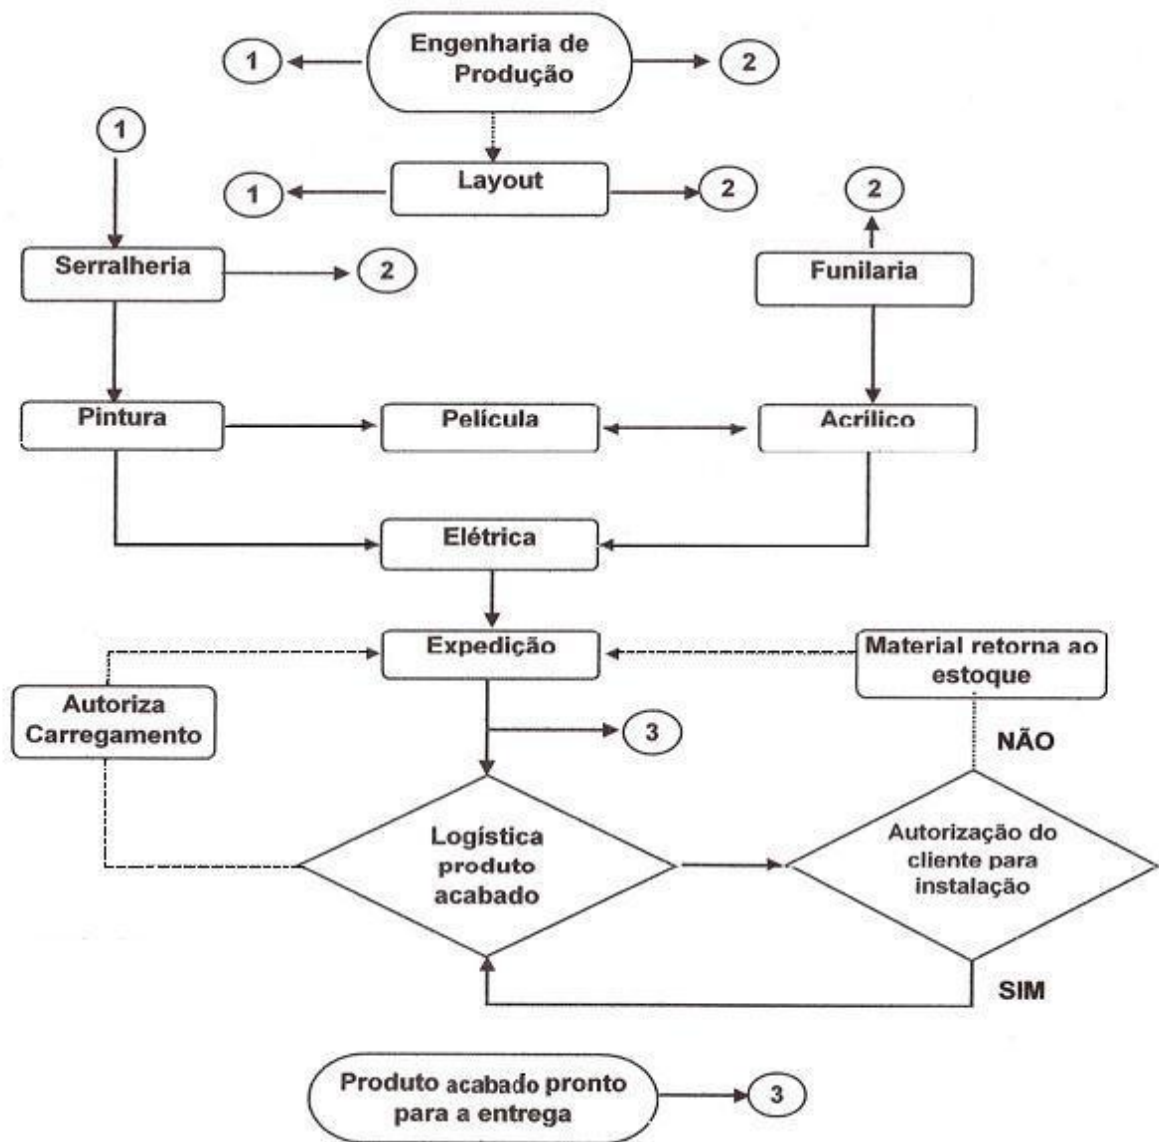 1
Engenharia de
Produção
2
1
1
Layout
2
2
Serralheria
2
Funilaria
Pintura
Película
Acrílico
Elétrica
Expedição
Material retorna ao
estoque
Autoriza
Carregamento
3
NÃO
Logística
produto
acabado
Autorização do
cliente para
instalação
SIM
Produto acabado pronto
para a entrega
3